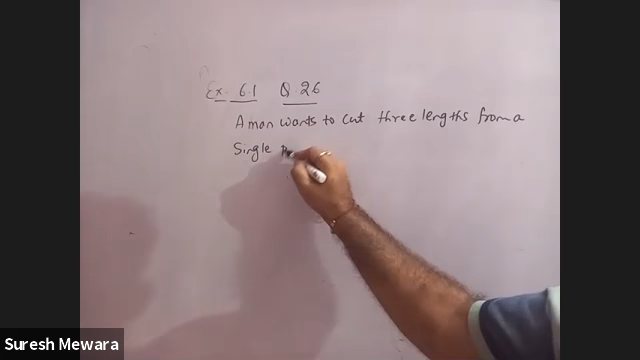 Ex. 6.1 Q.26
A man wants to cut three lengths from a
Single
Suresh Mewara